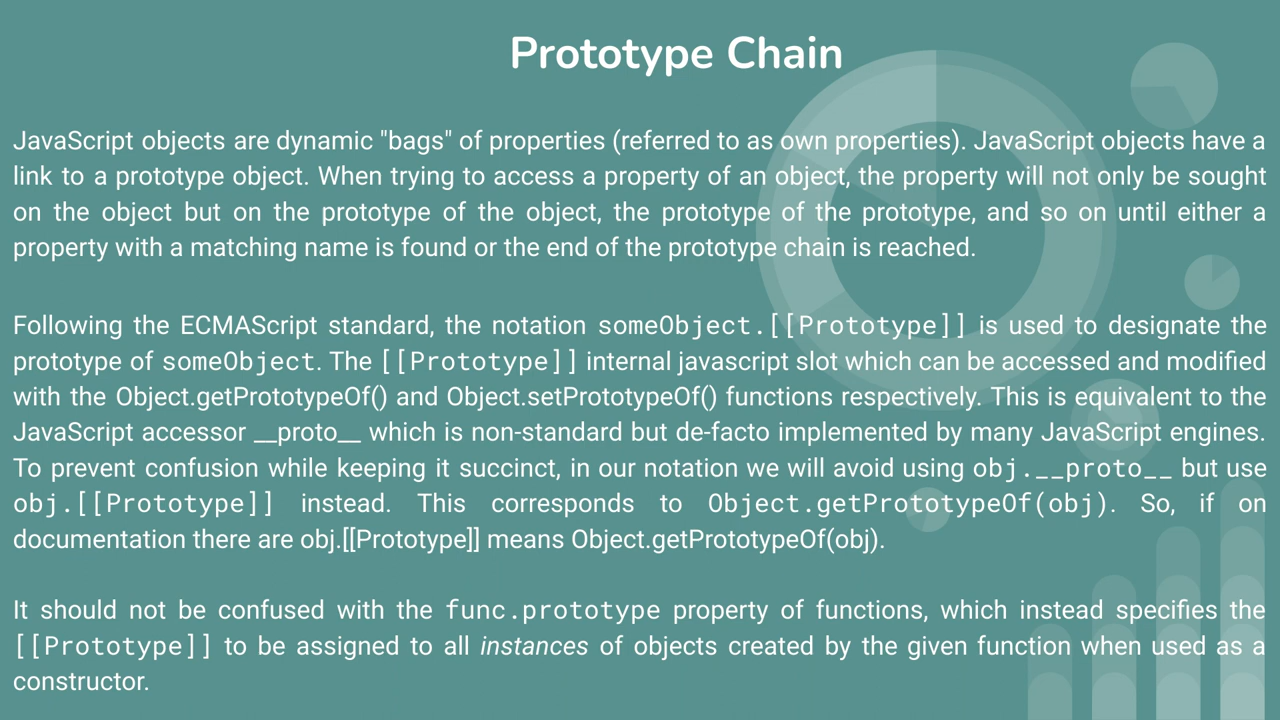 Prototype Chain
JavaScript objects are dynamic "bags" of properties (referred to as own properties). JavaScript objects have a
link to a prototype object. When trying to access a property of an object, the property will not only be sought
on the object but on the prototype of the object, the prototype of the prototype, and so on until either a
property with a matching name is found or the end of the prototype chain is reached.
Following the ECMAScript standard, the notation someObject.[[Prototype]] is used to designate the
prototype of someObject. The [[Prototype]] internal javascript slot which can be accessed and modified
with the Object.getPrototypeOf() and Object.setPrototypeOf() functions respectively. This is equivalent to the
JavaScript accessor __proto__ which is non-standard but de-facto implemented by many JavaScript engines.
To prevent confusion while keeping it succinct, in our notation we will avoid using obj.__proto__ but use
obj.[[Prototype]] instead. This corresponds to Object.getPrototypeOf(obj). So, if on
documentation there are obj.[[Prototype]] means Object.getPrototypeOf(obj).
It should not be confused with the func.prototype property of functions, which instead specifies the
[[Prototype]] to be assigned to all instances of objects created by the given function when used as a
constructor.